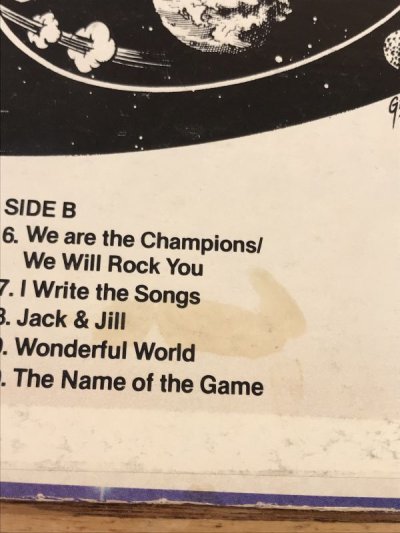 SIDE B
6. We are the Champions/
We Will Rock You
7. I Write the Songs
8. Jack & Jill
. Wonderful World
. The Name of the Game